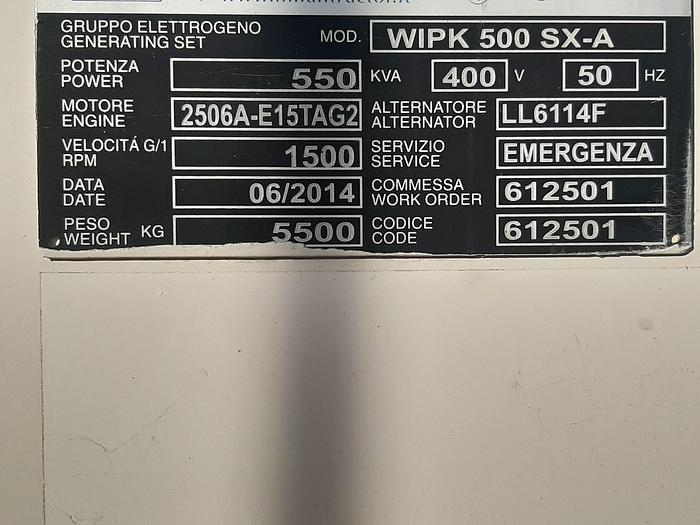 GRUPPO ELETTROGENO
GENERATING SET
MOD. WIPK 500 SX-A
POTENZA
POWER
550 KVA 400 V 50 HZ
MOTORE
ENGINE
2506A-E15TAG2
ALTERNATORE
ALTERNATOR
LL6114F
VELOCITÁ G/1
RPM
1500
SERVIZIO
SERVICE
EMERGENZA
DATA
DATE
06/2014
COMMESSA
WORK ORDER
612501
PESO
WEIGHT KG
5500
CODICE
CODE
612501